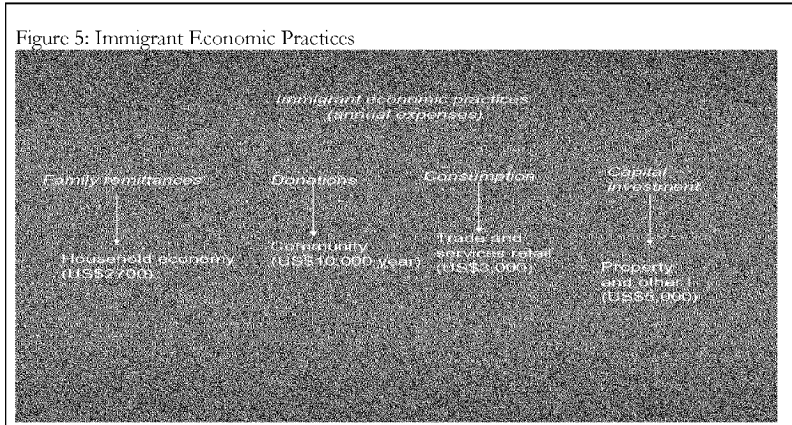 Figure 5: Immigrant Economic Practices
Immigrant economic practices
(annual expenses)
Family remittances
Donations
Consumption
Capital
investment
Household economy
(US$2700)
Community
(US$10,000 year)
Trade and
services retail
(US$3,000)
Property
and other
(US$5,000)